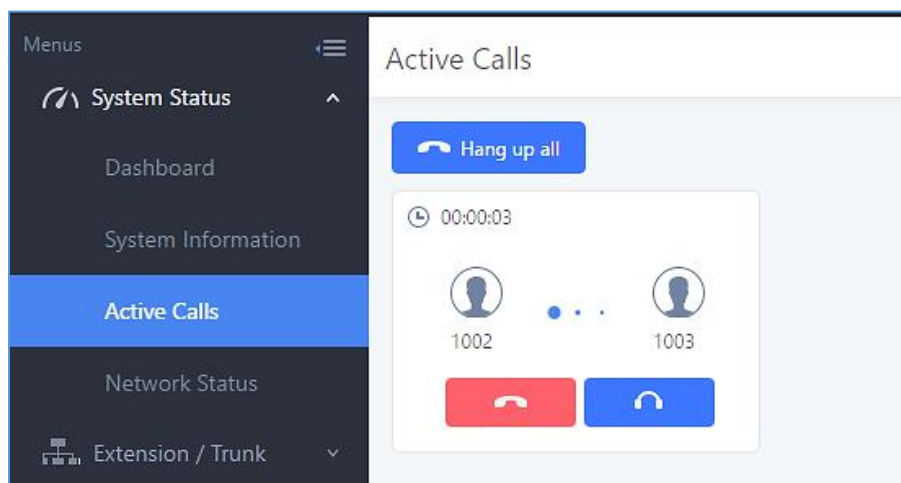 Menus
System Status
Dashboard
System Information
Active Calls
Network Status
Extension / Trunk
Active Calls
Hang up all
00:00:03
1002
1003